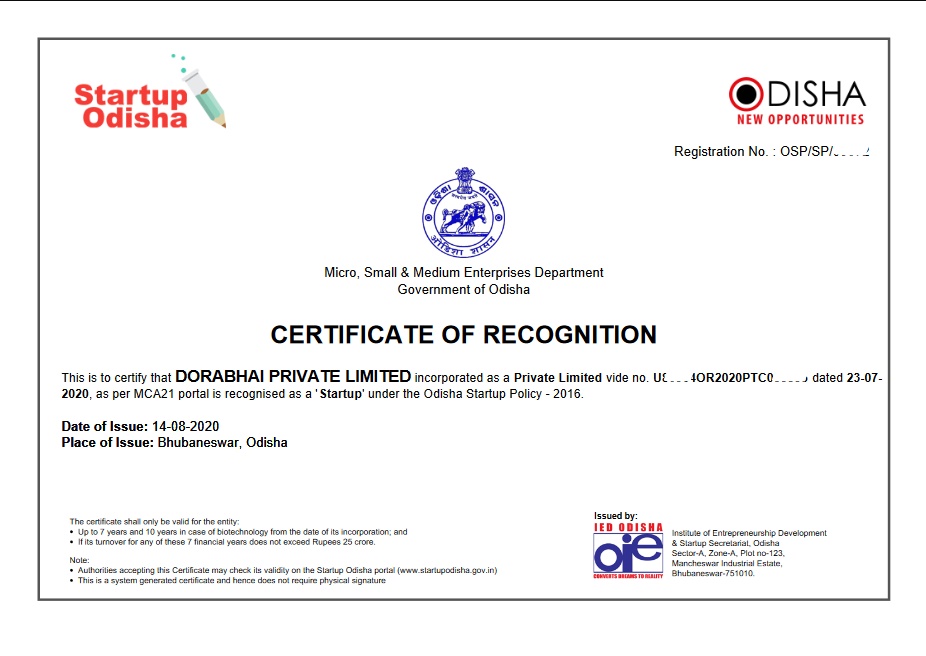 Startup
Odisha
ODISHA
NEW OPPORTUNITIES
Registration No. : OSP/SP/
ଓଡ଼ିଶା ଶାସନ
सत्यमेव जयते
ओडिशा शासन
Micro, Small & Medium Enterprises Department
Government of Odisha
CERTIFICATE OF RECOGNITION
This is to certify that DORABHAI PRIVATE LIMITED incorporated as a Private Limited vide no. dated 23-07-
2020, as per MCA21 portal is recognised as a 'Startup' under the Odisha Startup Policy - 2016.
Date of Issue: 14-08-2020
Place of Issue: Bhubaneswar, Odisha
The certificate shall only be valid for the entity:
• Up to 7 years and 10 years in case of biotechnology from the date of its incorporation; and
• If its turnover for any of these 7 financial years does not exceed Rupees 25 crore.
Note:
• Authorities accepting this Certificate may check its validity on the Startup Odisha portal (www.startupodisha.gov.in)
• This is a system generated certificate and hence does not require physical signature
Issued by:
IED ODISHA
oie
CONVERTS DREAMS TO REALITY
Institute of Entrepreneurship Development
& Startup Secretariat, Odisha
Sector-A, Zone-A, Plot no-123,
Mancheswar Industrial Estate,
Bhubaneswar-751010.